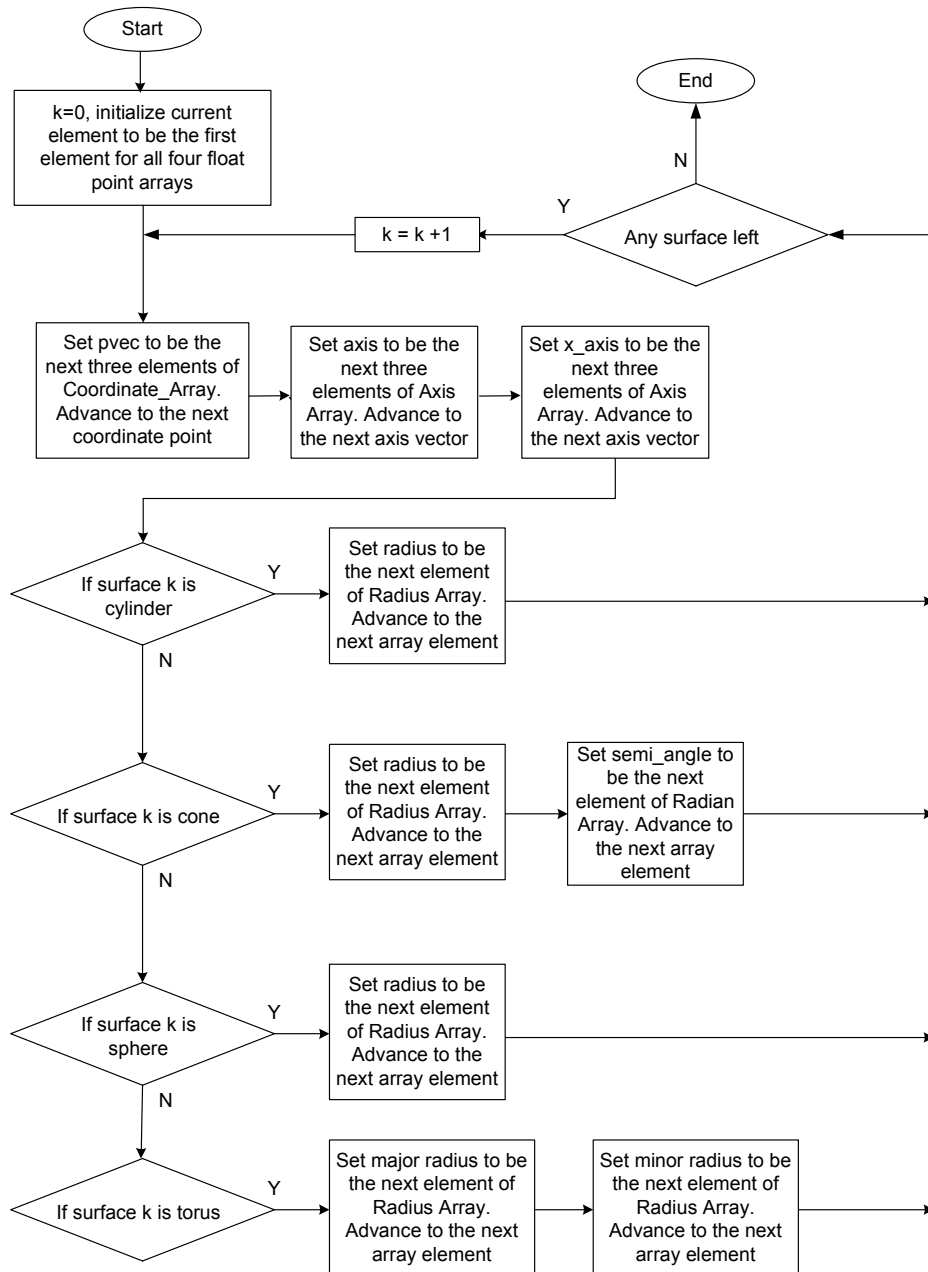 Start
k=0, initialize current
element to be the first
element for all four float
point arrays
End
N
Y
k = k +1
Any surface left
Set pvec to be the
next three elements of
Coordinate_Array.
Advance to the next
coordinate point
Set axis to be the
next three
elements of Axis
Array. Advance to
the next axis vector
Set x_axis to be the
next three
elements of Axis
Array. Advance to
the next axis vector
If surface k is
cylinder
Y
N
Set radius to be
the next element
of Radius Array.
Advance to the
next array element
If surface k is cone
Y
N
Set radius to be
the next element
of Radius Array.
Advance to the
next array element
Set semi_angle to
be the next
element of Radian
Array. Advance to
the next array
element
If surface k is
sphere
Y
N
Set radius to be
the next element
of Radius Array.
Advance to the
next array element
If surface k is torus
Y
Set major radius to be
the next element of
Radius Array.
Advance to the next
array element
Set minor radius to be
the next element of
Radius Array.
Advance to the next
array element